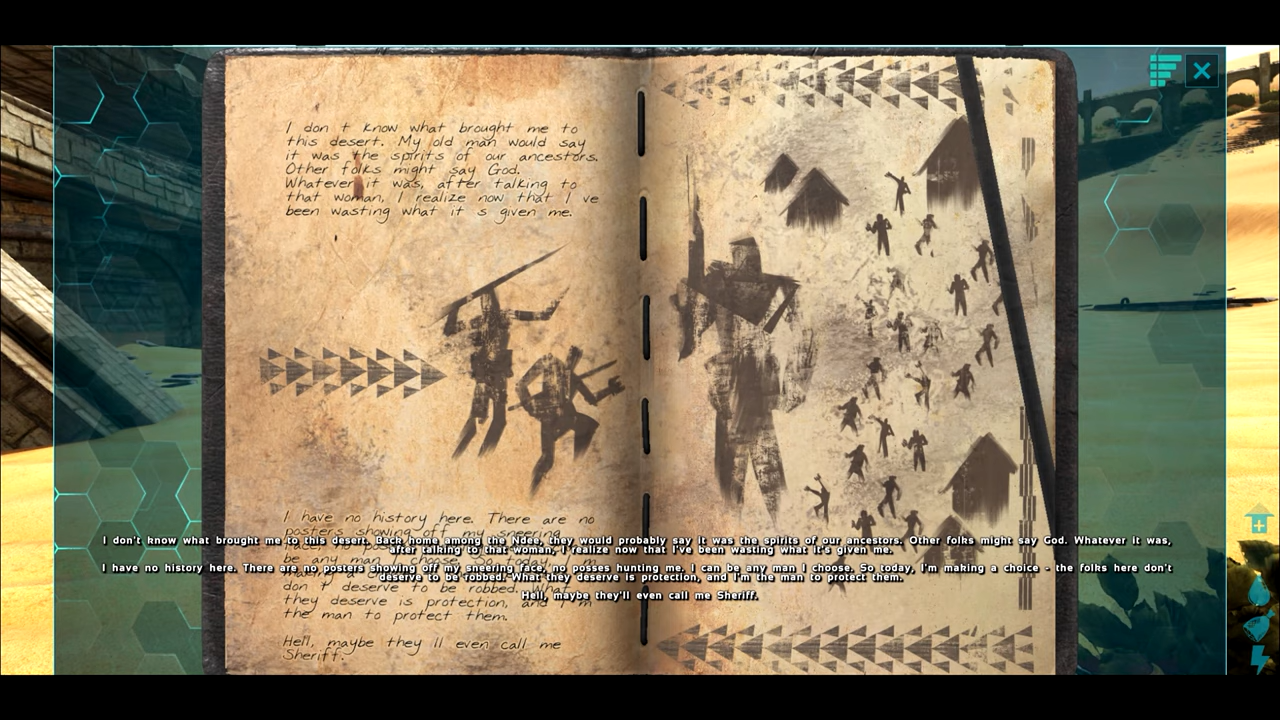 I don t know what brought me to
this desert. My old man would say
it was the spirits of our ancestors.
Other folks might say God.
Whatever it was, after talking to
that woman, I realize now that I ve
been wasting what it s given me.
I have no history here. There are no
posters showing off my sneering
don t deserve to be robbed. What
they deserve is protection, and I m
the man to protect them.
Hell, maybe they ll even call me
Sheriff.
I don't know what brought me to this desert. Back home among the Ndee, they would probably say it was the spirits of our ancestors. Other folks might say God. Whatever it was,
after talking to that woman, I realize now that I've been wasting what it's given me.
I have no history here. There are no posters showing off my sneering face, no posses hunting me. I can be any man I choose. So today, I'm making a choice - the folks here don't
deserve to be robbed. What they deserve is protection, and I'm the man to protect them.
Hell, maybe they'll even call me Sheriff.